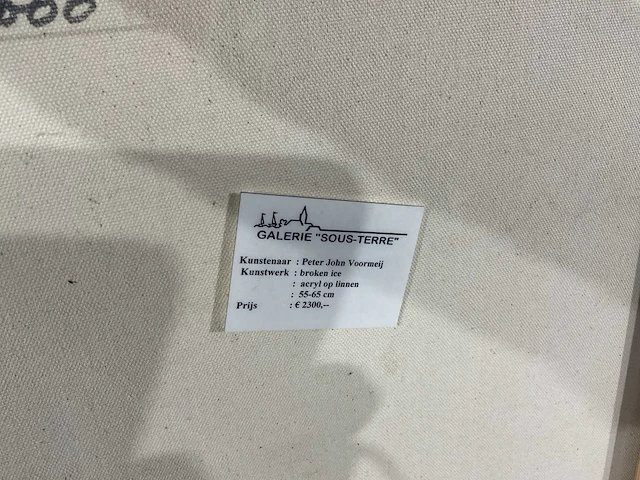 GALERIE "SOUS-TERRE"
Kunstenaar : Peter John Voormeij
Kunstwerk : broken ice
: acryl op linnen
: 55-65 cm
Prijs : € 2300,--